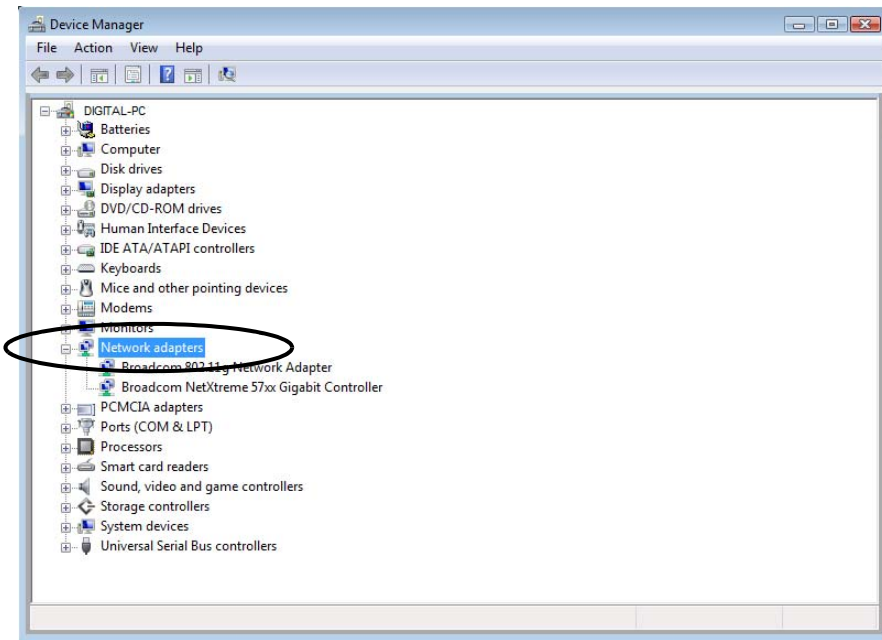 Device Manager
File Action View Help
DIGITAL-PC
Batteries
Computer
Disk drives
Display adapters
DVD/CD-ROM drives
Human Interface Devices
IDE ATA/ATAPI controllers
Keyboards
Mice and other pointing devices
Modems
Monitors
Network adapters
Broadcom 802.11g Network Adapter
Broadcom NetXtreme 57xx Gigabit Controller
PCMCIA adapters
Ports (COM & LPT)
Processors
Smart card readers
Sound, video and game controllers
Storage controllers
System devices
Universal Serial Bus controllers